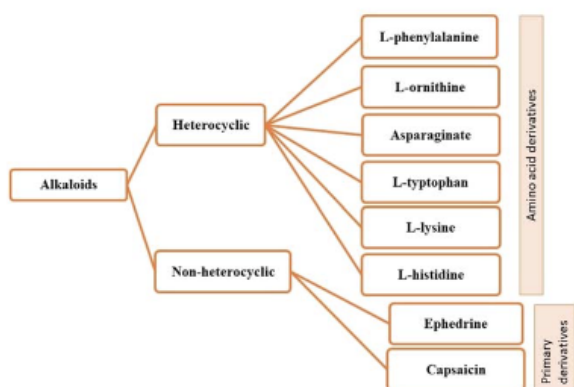 L-phenylalanine
L-ornithine
Heterocyclic
Asparaginate
Alkaloids
L-typtophan
L-lysine
Non-heterocyclic
L-histidine
Amino acid derivatives
Ephedrine
Capsaicin
Primary
derivatives